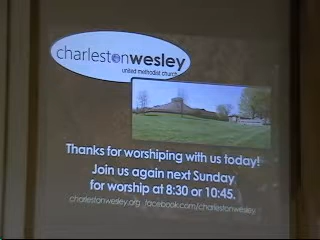 charlestonwesley
united methodist church
Thanks for worshiping with us today!
Join us again next Sunday
for worship at 8:30 or 10:45.
charlestonwesley.org facebook.com/charlestonwesley